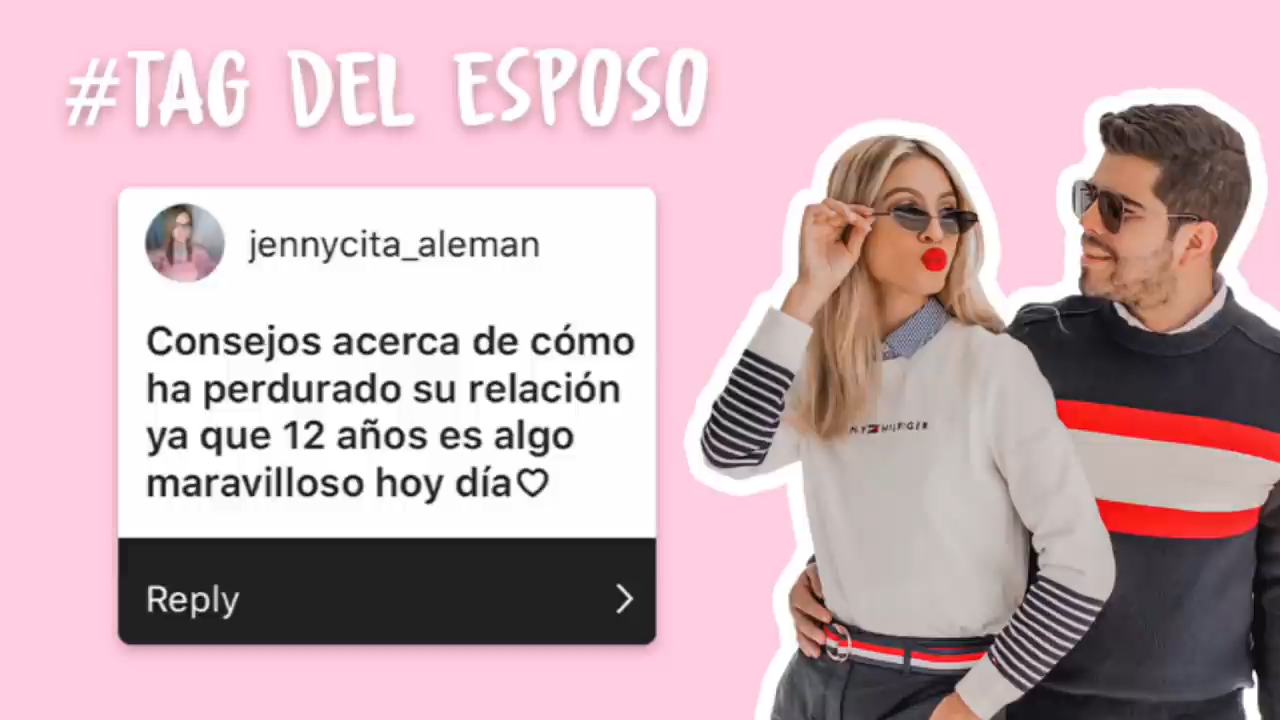 #TAG DEL ESPOSO
jennycita_aleman
Consejos acerca de cómo
ha perdurado su relación
ya que 12 años es algo
maravilloso hoy día♡
Reply
HILFIGER